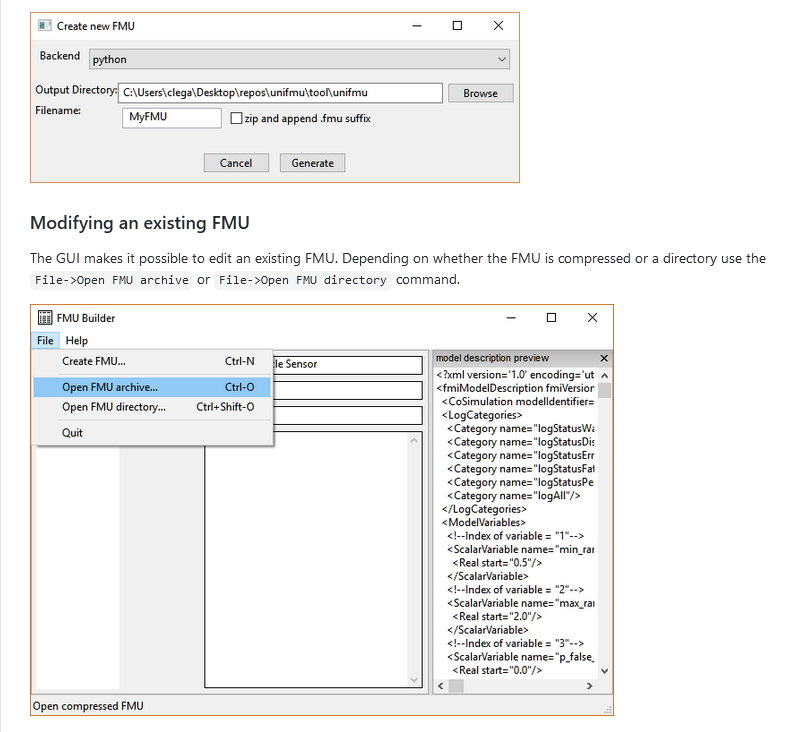 Create new FMU
Backend
python
Output Directory:
C:\Users\clega\Desktop\repos\unifmu\tool\unifmu
Browse
Filename:
MyFMU
zip and append .fmu suffix
Cancel
Generate
Modifying an existing FMU
The GUI makes it possible to edit an existing FMU. Depending on whether the FMU is compressed or a directory use the
File->Open FMU archive or File->Open FMU directory command.
FMU Builder
File Help
Create FMU... Ctrl-N
Open FMU archive... Ctrl-O
Open FMU directory... Ctrl+Shift-O
Quit
Sensor
model description preview
<?xml version='1.0' encoding='ut
<fmiModelDescription fmiVersion
<CoSimulation modelIdentifier=
<LogCategories>
<Category name="logStatusWa
<Category name="logStatusDis
<Category name="logStatusErr
<Category name="logStatusFat
<Category name="logStatusPe
<Category name="logAll"/>
</LogCategories>
<ModelVariables>
<!--Index of variable = "1"-->
<ScalarVariable name="min_ran
<Real start="0.5"/>
</ScalarVariable>
<!--Index of variable = "2"-->
<ScalarVariable name="max_ra
<Real start="2.0"/>
</ScalarVariable>
<!--Index of variable = "3"-->
<ScalarVariable name="p_false_
<Real start="0.0"/>
Open compressed FMU